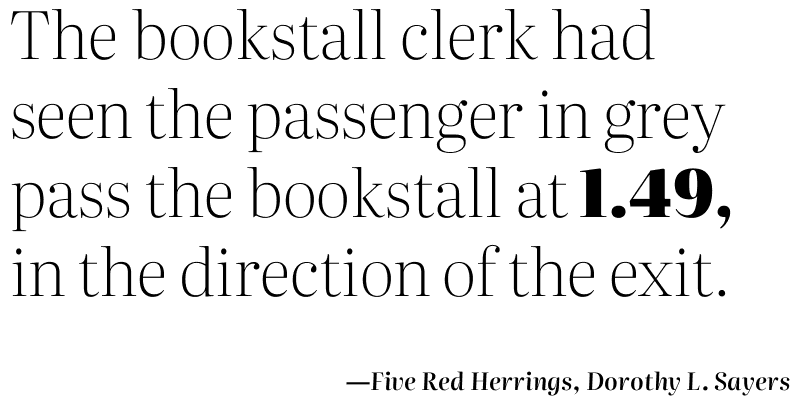 The bookstall clerk had
seen the passenger in grey
pass the bookstall at 1.49,
in the direction of the exit.
—Five Red Herrings, Dorothy L. Sayers